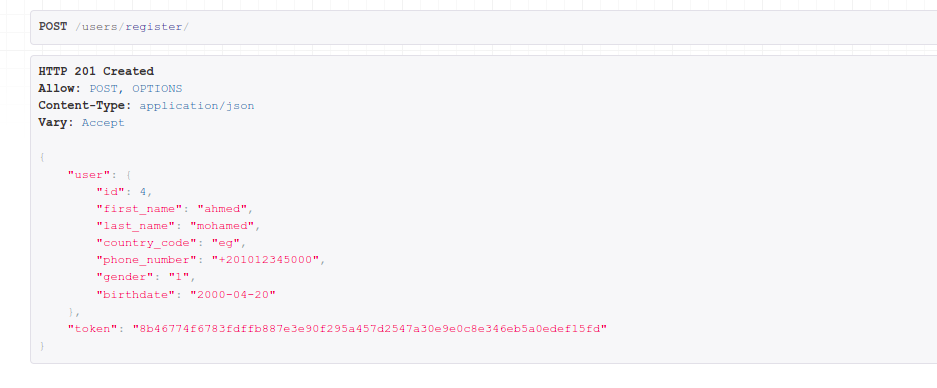 POST /users/register/
HTTP 201 Created
Allow: POST, OPTIONS
Content-Type: application/json
Vary: Accept
{
    "user": {
        "id": 4,
        "first_name": "ahmed",
        "last_name": "mohamed",
        "country_code": "eg",
        "phone_number": "+201012345000",
        "gender": "1",
        "birthdate": "2000-04-20"
    },
    "token": "8b46774f6783fdffb887e3e90f295a457d2547a30e9e0c8e346eb5a0edef15fd"
}